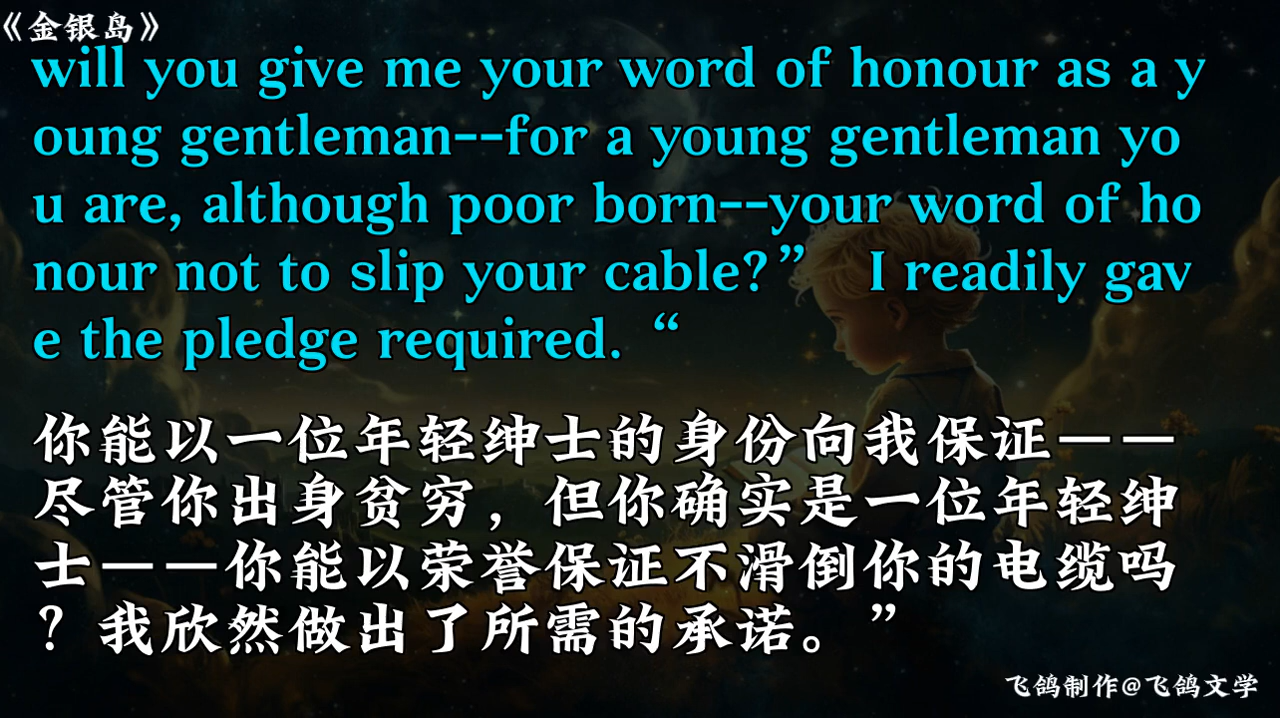 《金银岛》
will you give me your word of honour as a y
oung gentleman--for a young gentleman yo
u are, although poor born--your word of ho
nour not to slip your cable?” I readily gav
e the pledge required. “
你能以一位年轻绅士的身份向我保证——
尽管你出身贫穷，但你确实是一位年轻绅
士——你能以荣誉保证不滑倒你的电缆吗
？我欣然做出了所需的承诺。”
飞鸽制作@飞鸽文学